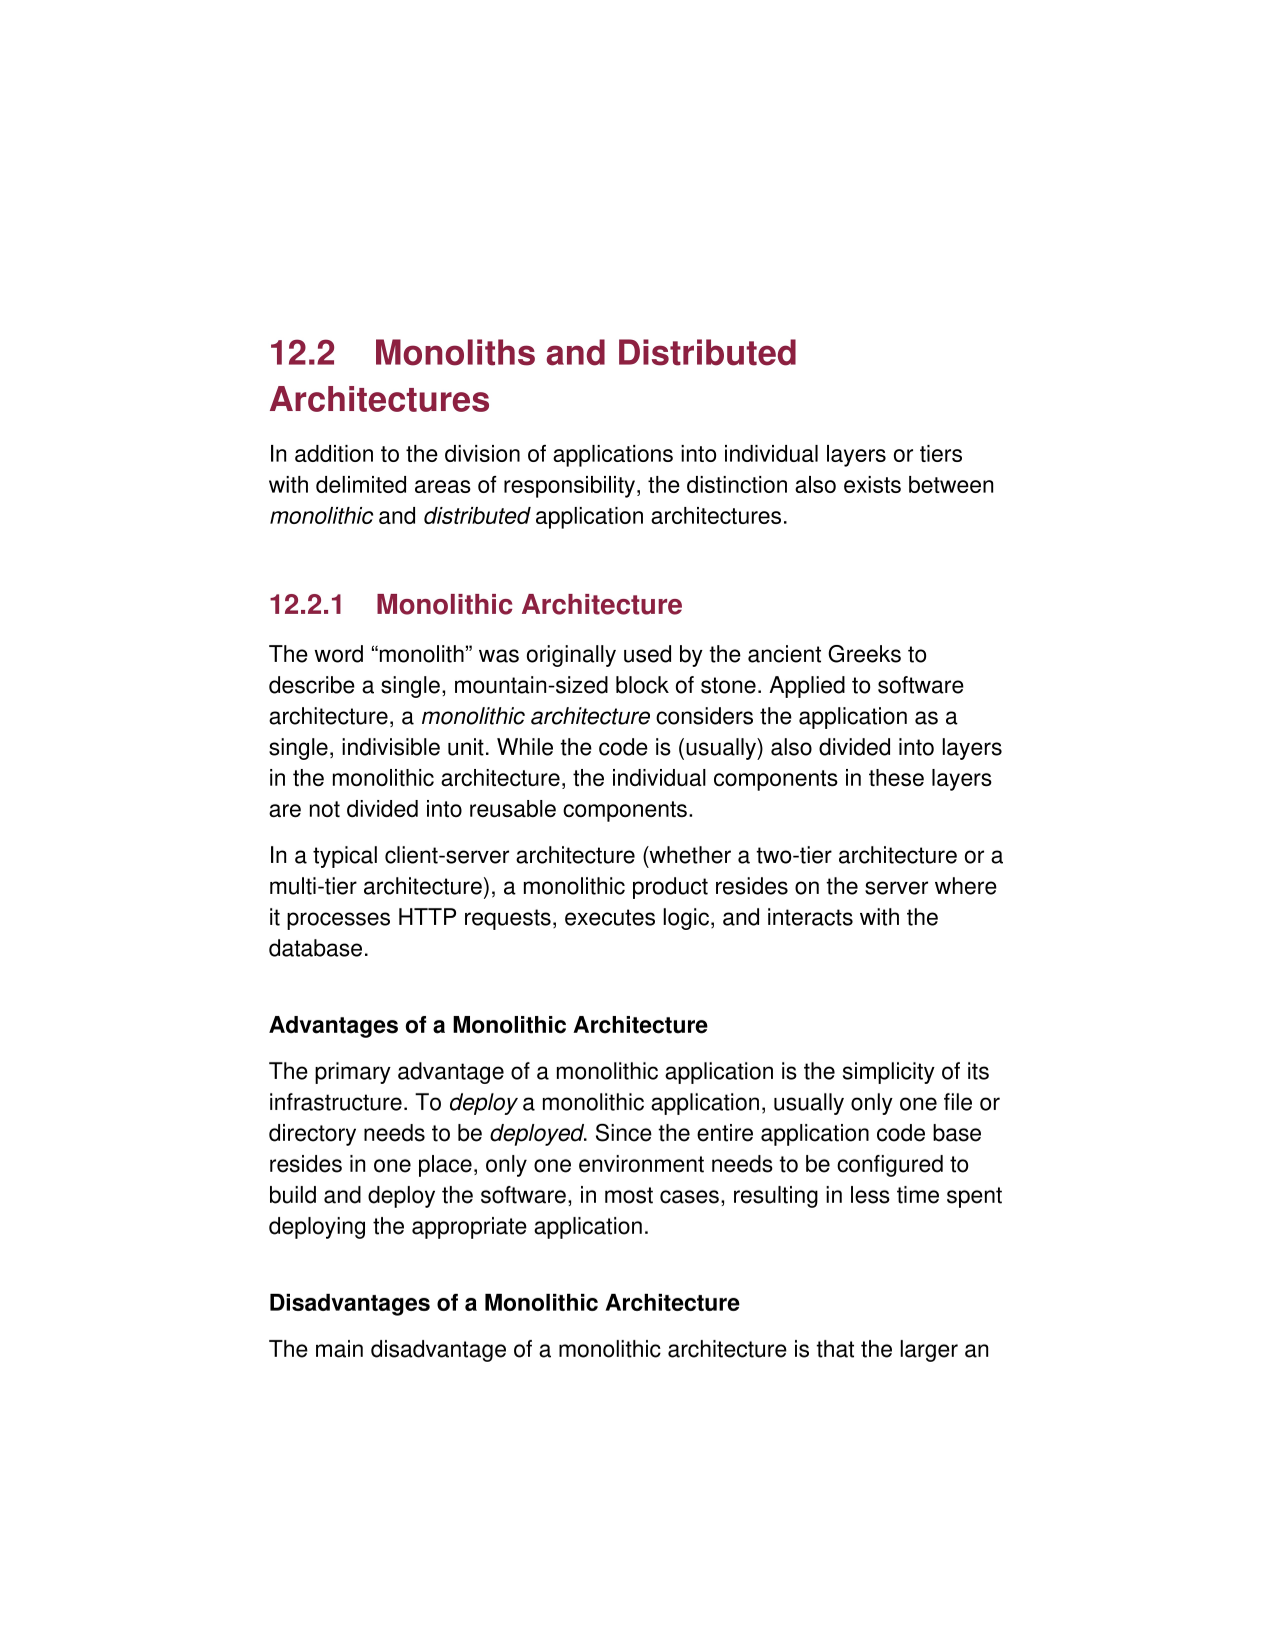 12.2 Monoliths and Distributed
Architectures
In addition to the division of applications into individual layers or tiers
with delimited areas of responsibility, the distinction also exists between
monolithic and distributed application architectures.
12.2.1 Monolithic Architecture
The word “monolith” was originally used by the ancient Greeks to
describe a single, mountain-sized block of stone. Applied to software
architecture, a monolithic architecture considers the application as a
single, indivisible unit. While the code is (usually) also divided into layers
in the monolithic architecture, the individual components in these layers
are not divided into reusable components.
In a typical client-server architecture (whether a two-tier architecture or a
multi-tier architecture), a monolithic product resides on the server where
it processes HTTP requests, executes logic, and interacts with the
database.
Advantages of a Monolithic Architecture
The primary advantage of a monolithic application is the simplicity of its
infrastructure. To deploy a monolithic application, usually only one file or
directory needs to be deployed. Since the entire application code base
resides in one place, only one environment needs to be configured to
build and deploy the software, in most cases, resulting in less time spent
deploying the appropriate application.
Disadvantages of a Monolithic Architecture
The main disadvantage of a monolithic architecture is that the larger an